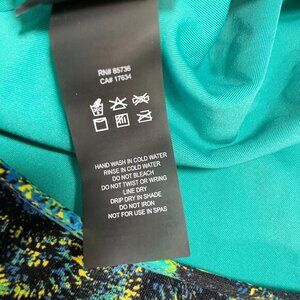 RN# 85736
CA# 17634
HAND WASH IN COLD WATER
RINSE IN COLD WATER
DO NOT BLEACH
DO NOT TWIST OR WRING
LINE DRY
DRIP DRY IN SHADE
DO NOT IRON
NOT FOR USE IN SPAS